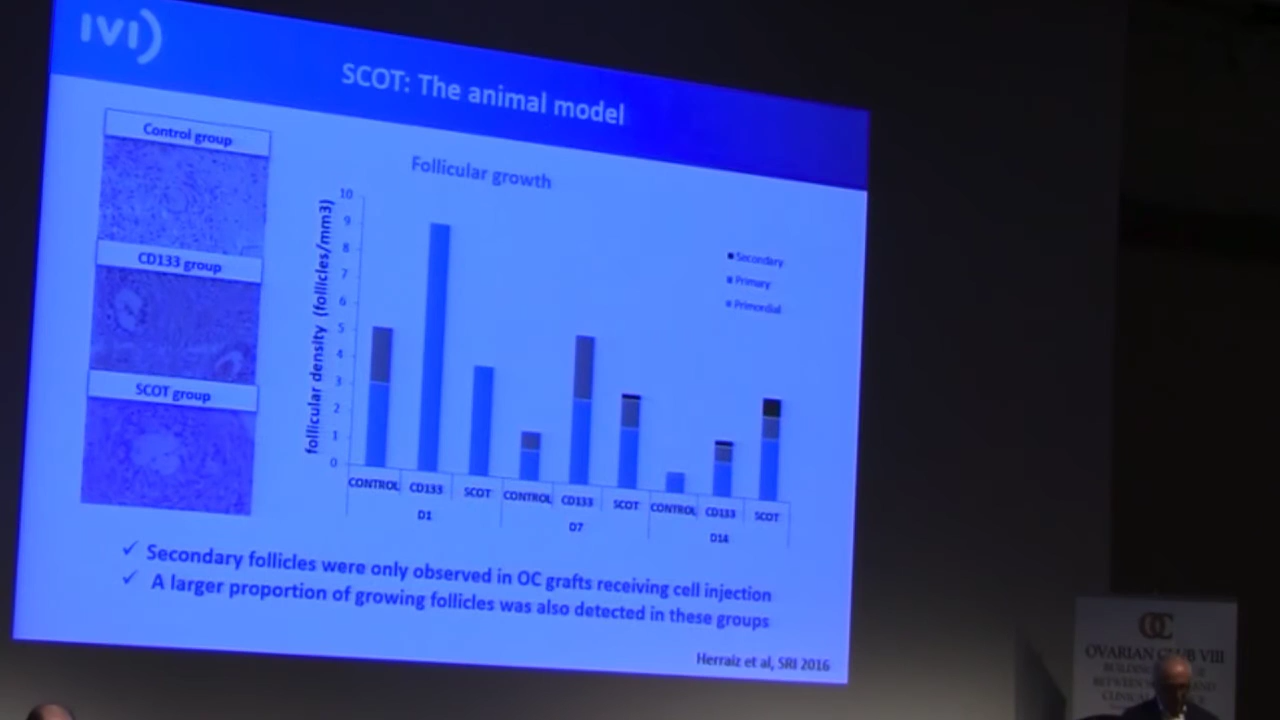 IVI)
SCOT: The animal model
Control group
CD133 group
SCOT group
Follicular growth
follicular density (follicles/mm3)
10
9
8
7
6
5
4
3
2
1
0
Secondary
Primary
Primordial
CONTROL CD133 SCOT CONTROL CD133 SCOT CONTROL CD133 SCOT
D1 D7 D14
✓ Secondary follicles were only observed in OC grafts receiving cell injection
✓ A larger proportion of growing follicles was also detected in these groups
Herraiz et al, SRI 2016
OC
OVARIAN CLUB VIII